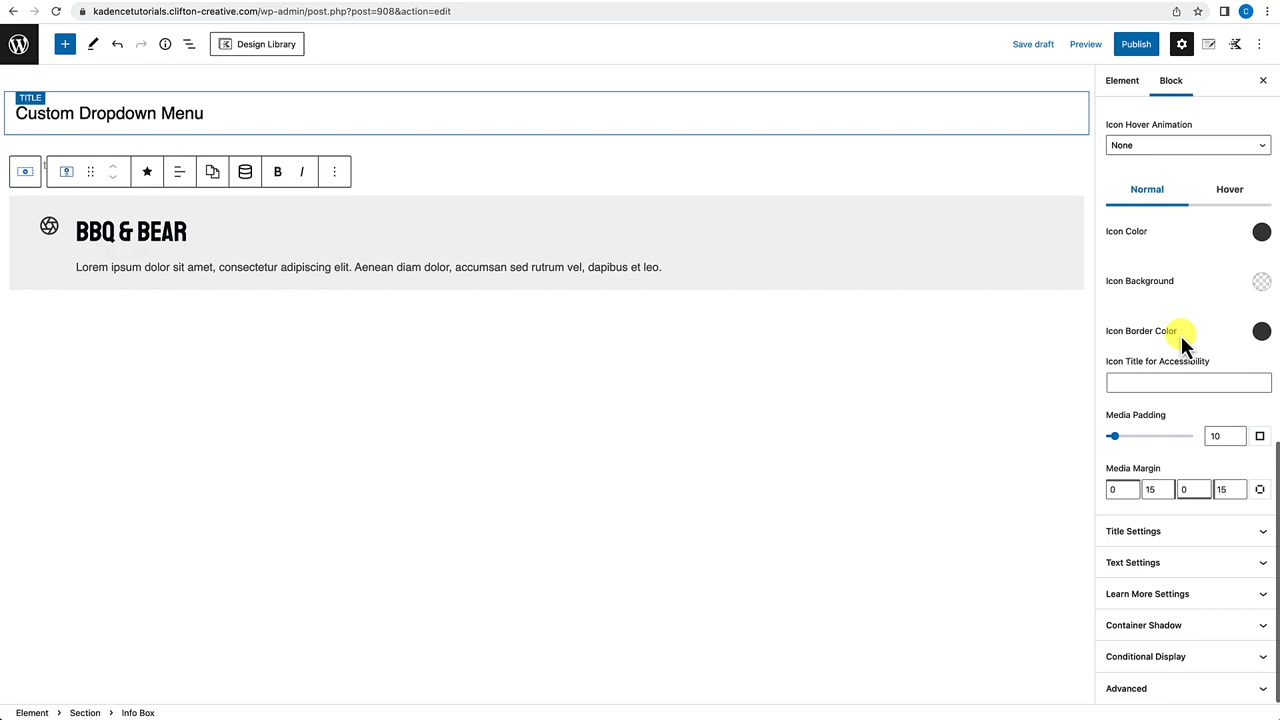 kadencetutorials.clifton-creative.com/wp-admin/post.php?post=908&action=edit
C
Design Library
Save draft
Preview
Publish
Element
Block
TITLE
Custom Dropdown Menu
B
I
BBQ & BEAR
Lorem ipsum dolor sit amet, consectetur adipiscing elit. Aenean diam dolor, accumsan sed rutrum vel, dapibus et leo.
Icon Hover Animation
None
Normal
Hover
Icon Color
Icon Background
Icon Border Color
Icon Title for Accessibility
Media Padding
10
Media Margin
0
15
0
15
Title Settings
Text Settings
Learn More Settings
Container Shadow
Conditional Display
Advanced
Element
Section
Info Box